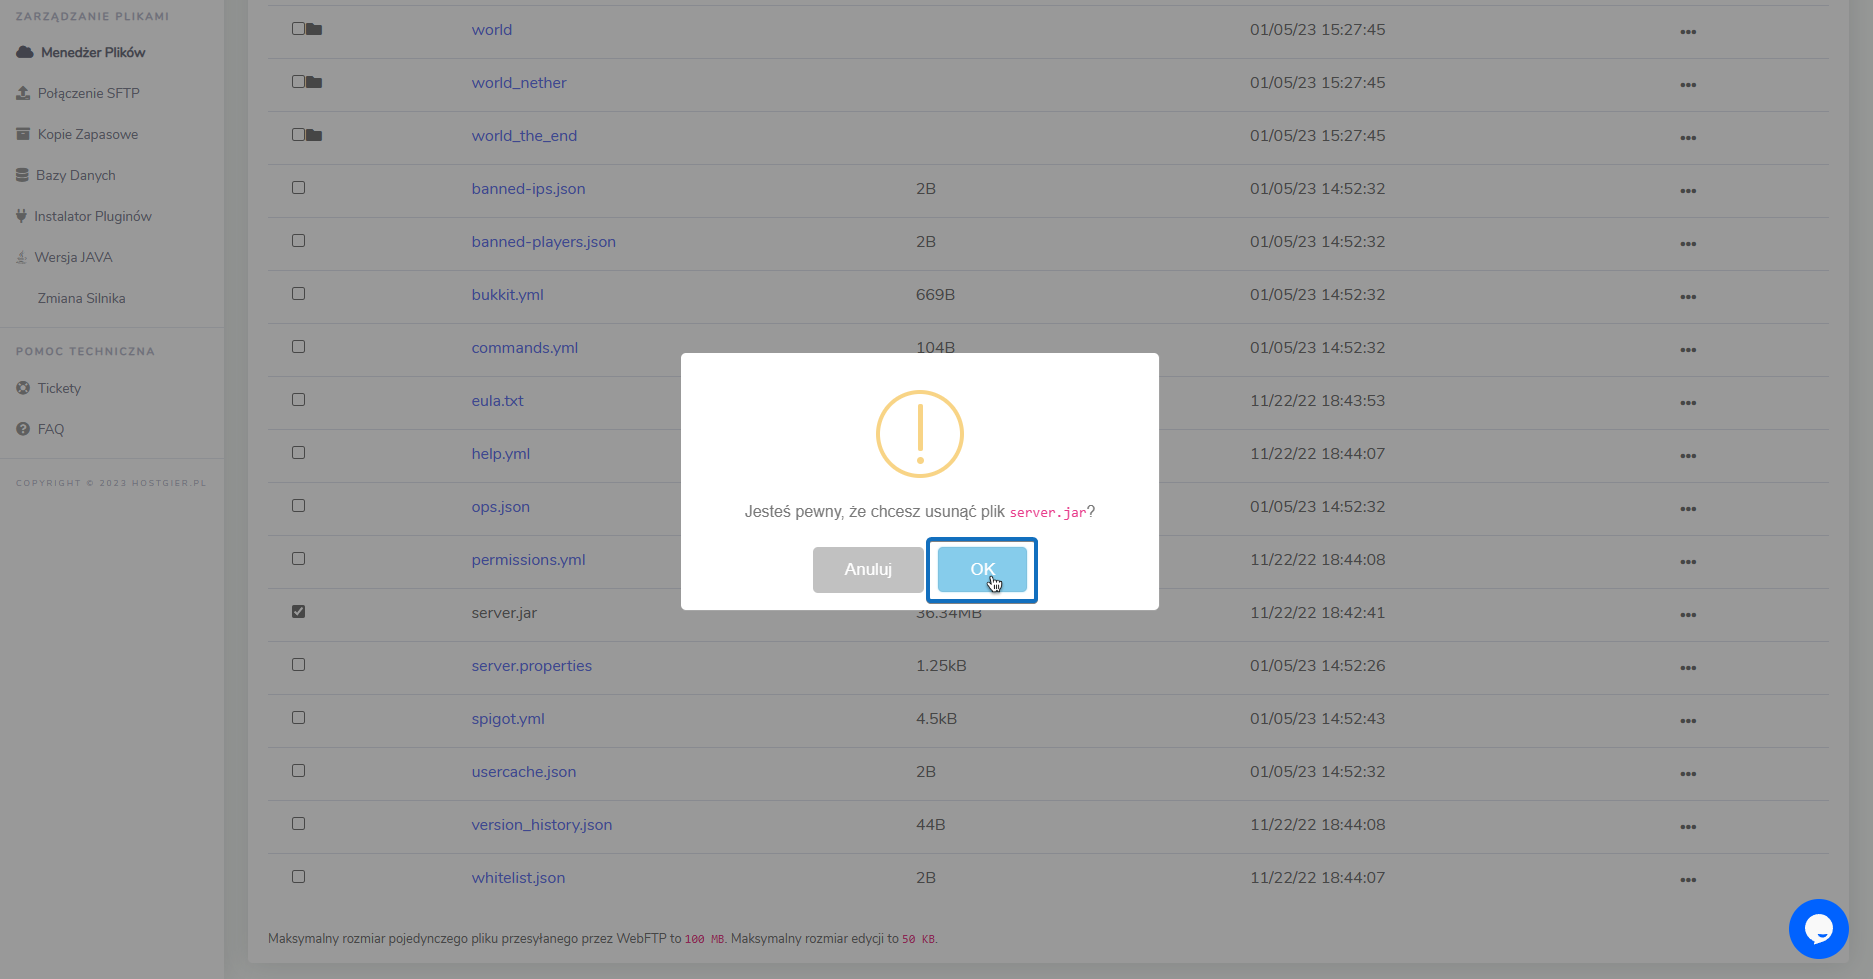 ZARZĄDZANIE PLIKAMI
Menedżer Plików
Połączenie SFTP
Kopie Zapasowe
Bazy Danych
Instalator Pluginów
Wersja JAVA
Zmiana Silnika
POMOC TECHNICZNA
Tickety
FAQ
COPYRIGHT © 2023 HOSTGIER.PL
world 01/05/23 15:27:45
world_nether 01/05/23 15:27:45
world_the_end 01/05/23 15:27:45
banned-ips.json 2B 01/05/23 14:52:32
banned-players.json 2B 01/05/23 14:52:32
bukkit.yml 669B 01/05/23 14:52:32
commands.yml 104B 01/05/23 14:52:32
eula.txt 11/22/22 18:43:53
help.yml 11/22/22 18:44:07
ops.json 01/05/23 14:52:32
permissions.yml 11/22/22 18:44:08
server.jar 36.34MB 11/22/22 18:42:41
server.properties 1.25kB 01/05/23 14:52:26
spigot.yml 4.5kB 01/05/23 14:52:43
usercache.json 2B 01/05/23 14:52:32
version_history.json 44B 11/22/22 18:44:08
whitelist.json 2B 11/22/22 18:44:07
Maksymalny rozmiar pojedynczego pliku przesyłanego przez WebFTP to 100 MB. Maksymalny rozmiar edycji to 50 KB.
Jesteś pewny, że chcesz usunąć plik server.jar?
Anuluj OK